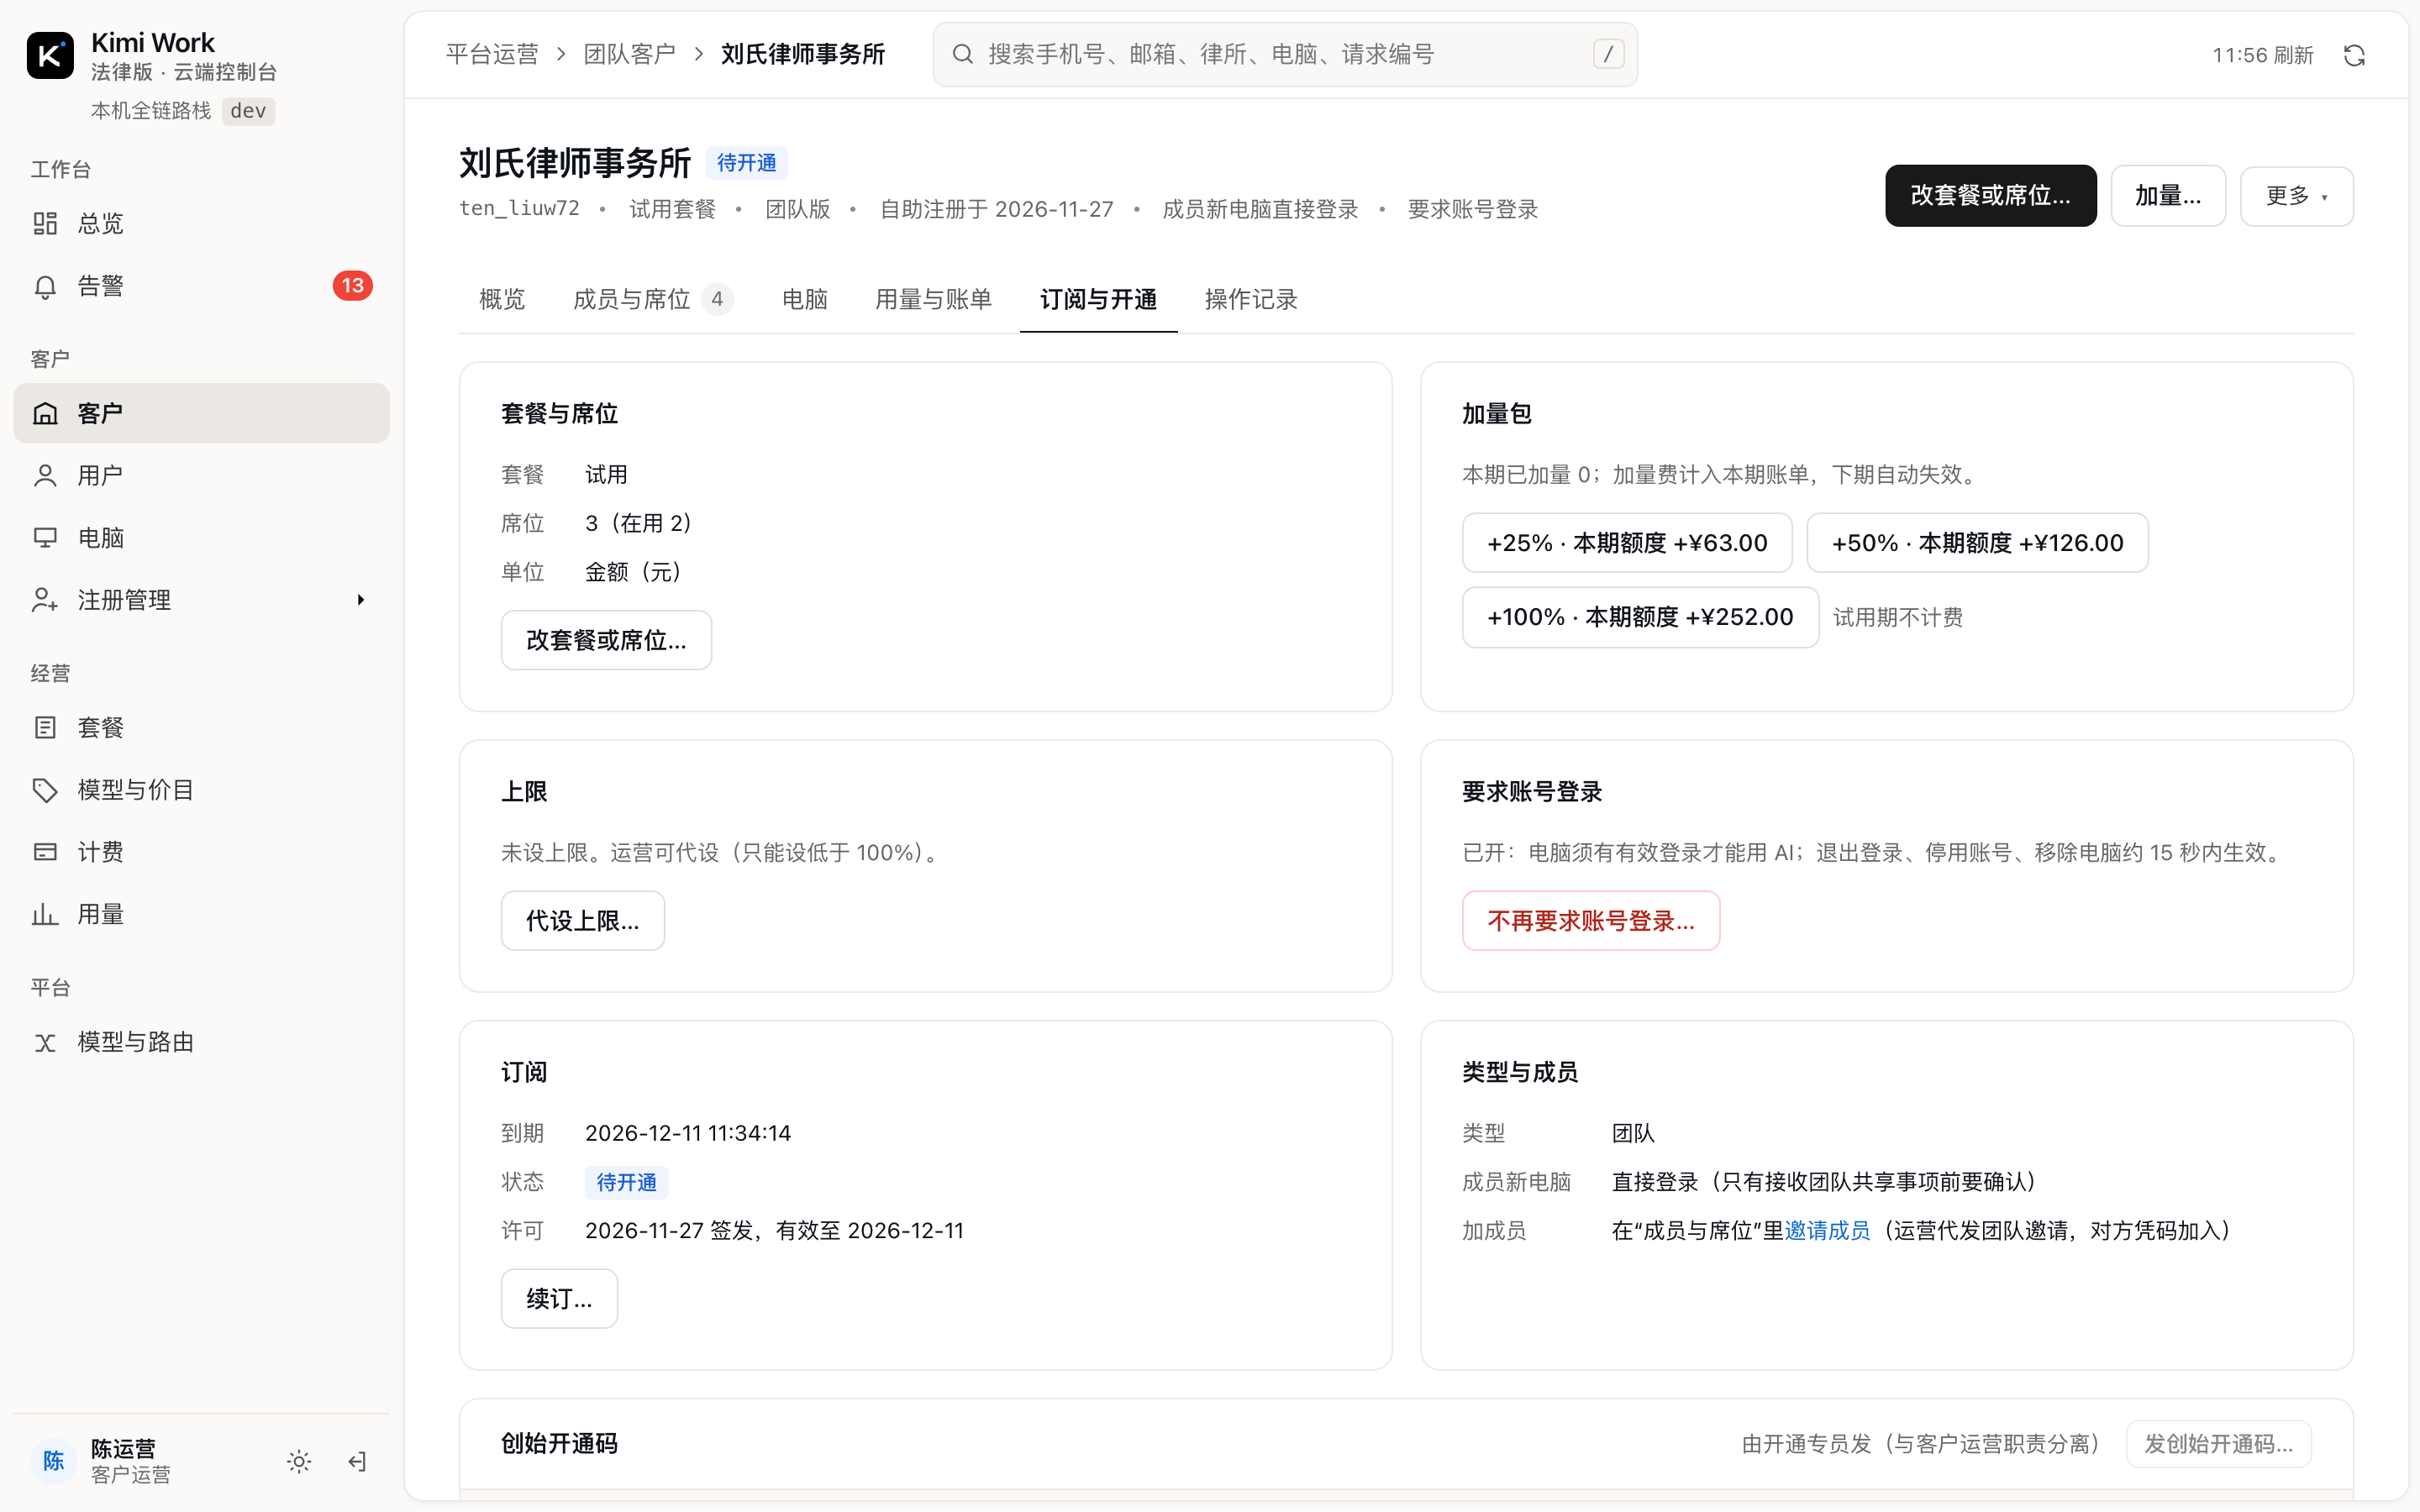 Kimi Work
法律版 · 云端控制台
本机全链路栈 dev
工作台
总览
告警 13
客户
客户
用户
电脑
注册管理
经营
套餐
模型与价目
计费
用量
平台
模型与路由
陈 陈运营
客户运营
平台运营 > 团队客户 > 刘氏律师事务所
搜索手机号、邮箱、律所、电脑、请求编号 /
11:56 刷新
刘氏律师事务所 待开通
ten_liuw72 • 试用套餐 • 团队版 • 自助注册于 2026-11-27 • 成员新电脑直接登录 • 要求账号登录
改套餐或席位... 加量... 更多
概览 成员与席位 4 电脑 用量与账单 订阅与开通 操作记录
套餐与席位
套餐 试用
席位 3（在用 2）
单位 金额（元）
改套餐或席位...
加量包
本期已加量 0；加量费计入本期账单，下期自动失效。
+25% · 本期额度 +¥63.00 +50% · 本期额度 +¥126.00
+100% · 本期额度 +¥252.00 试用期不计费
上限
未设上限。运营可代设（只能设低于 100%）。
代设上限...
要求账号登录
已开：电脑须有有效登录才能用 AI；退出登录、停用账号、移除电脑约 15 秒内生效。
不再要求账号登录...
订阅
到期 2026-12-11 11:34:14
状态 待开通
许可 2026-11-27 签发，有效至 2026-12-11
续订...
类型与成员
类型 团队
成员新电脑 直接登录（只有接收团队共享事项前要确认）
加成员 在“成员与席位”里邀请成员（运营代发团队邀请，对方凭码加入）
创始开通码
由开通专员发（与客户运营职责分离） 发创始开通码...